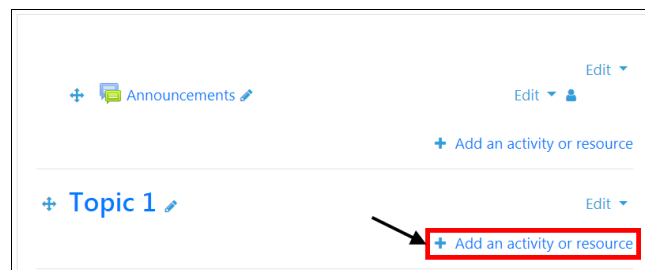 Edit
Announcements Edit
+ Add an activity or resource
Topic 1 Edit
+ Add an activity or resource